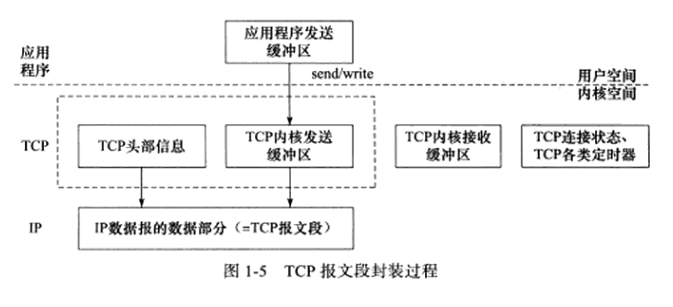 应用
程序
应用程序发送
缓冲区
send/write
用户空间
内核空间
TCP
TCP头部信息
TCP内核发送
缓冲区
TCP内核接收
缓冲区
TCP连接状态、
TCP各类定时器
IP
IP数据报的数据部分（=TCP报文段）
图 1-5 TCP 报文段封装过程